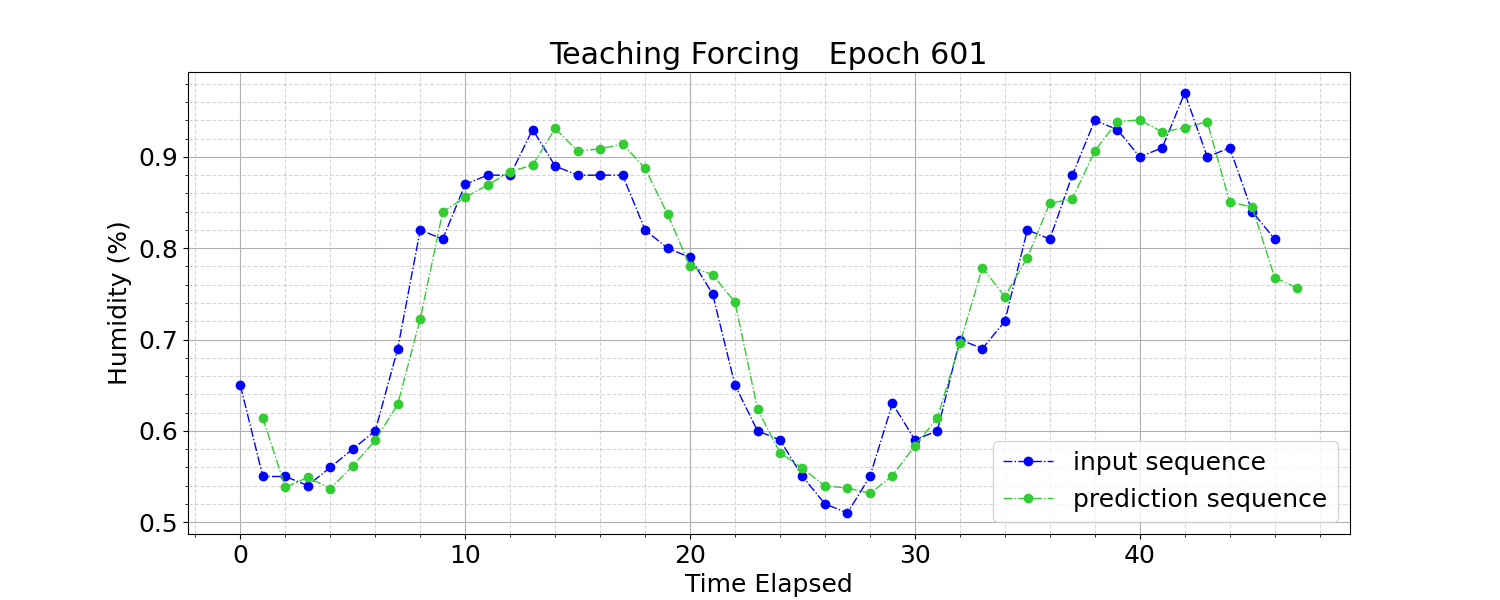 Teaching Forcing   Epoch 601
Humidity (%)
0.9
0.8
0.7
0.6
0.5
input sequence
prediction sequence
0 10 20 30 40
Time Elapsed